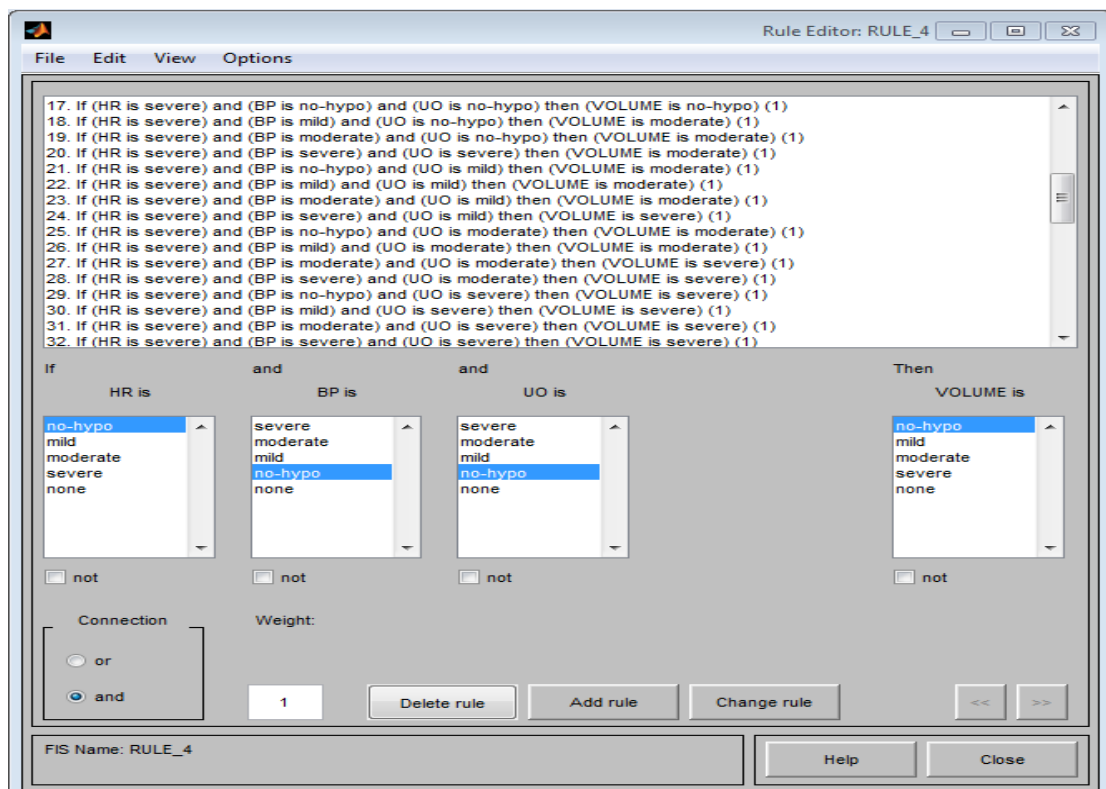 Rule Editor: RULE_4
File Edit View Options
17. If (HR is severe) and (BP is no-hypo) and (UO is no-hypo) then (VOLUME is no-hypo) (1)
18. If (HR is severe) and (BP is mild) and (UO is no-hypo) then (VOLUME is moderate) (1)
19. If (HR is severe) and (BP is moderate) and (UO is no-hypo) then (VOLUME is moderate) (1)
20. If (HR is severe) and (BP is severe) and (UO is severe) then (VOLUME is moderate) (1)
21. If (HR is severe) and (BP is no-hypo) and (UO is mild) then (VOLUME is moderate) (1)
22. If (HR is severe) and (BP is mild) and (UO is mild) then (VOLUME is moderate) (1)
23. If (HR is severe) and (BP is moderate) and (UO is mild) then (VOLUME is moderate) (1)
24. If (HR is severe) and (BP is severe) and (UO is mild) then (VOLUME is severe) (1)
25. If (HR is severe) and (BP is no-hypo) and (UO is moderate) then (VOLUME is moderate) (1)
26. If (HR is severe) and (BP is mild) and (UO is moderate) then (VOLUME is moderate) (1)
27. If (HR is severe) and (BP is moderate) and (UO is moderate) then (VOLUME is severe) (1)
28. If (HR is severe) and (BP is severe) and (UO is moderate) then (VOLUME is severe) (1)
29. If (HR is severe) and (BP is no-hypo) and (UO is severe) then (VOLUME is severe) (1)
30. If (HR is severe) and (BP is mild) and (UO is severe) then (VOLUME is severe) (1)
31. If (HR is severe) and (BP is moderate) and (UO is severe) then (VOLUME is severe) (1)
32. If (HR is severe) and (BP is severe) and (UO is severe) then (VOLUME is severe) (1)
If and and Then
HR is BP is UO is VOLUME is
no-hypo severe severe no-hypo
mild moderate moderate mild
moderate mild mild moderate
severe no-hypo no-hypo severe
none none none none
not not not not
Connection Weight:
or
and 1 Delete rule Add rule Change rule << >>
FIS Name: RULE_4 Help Close